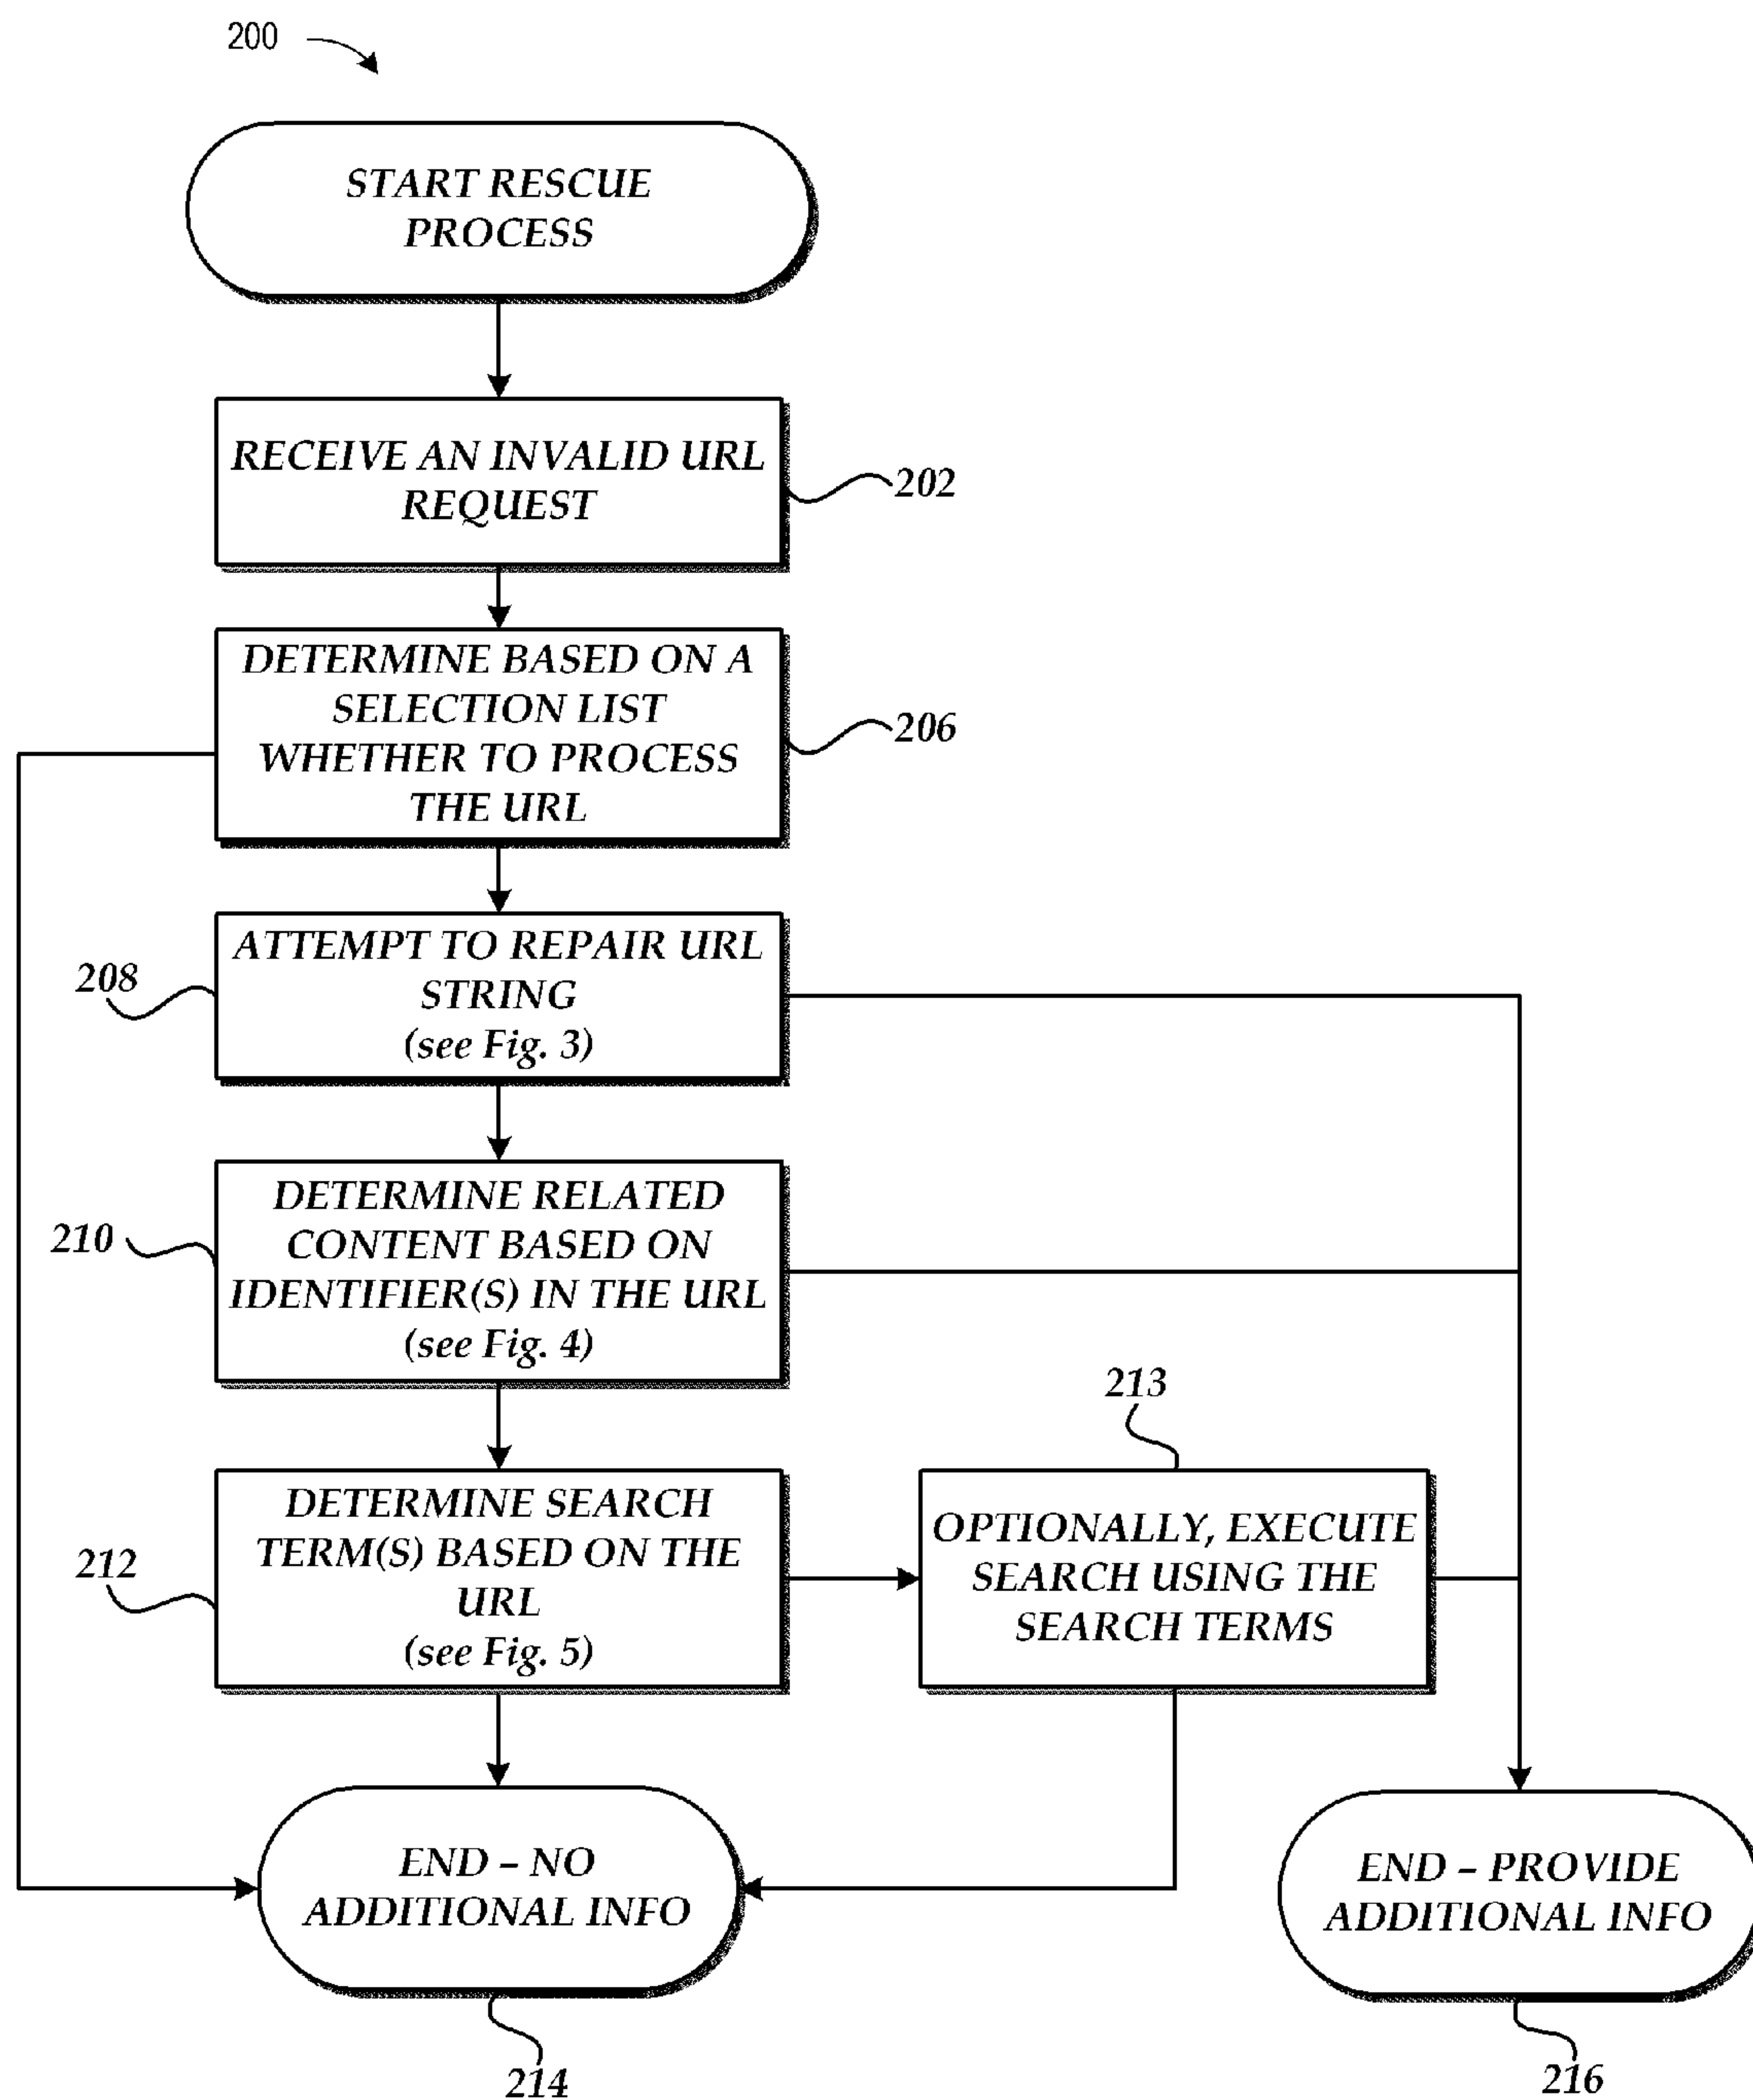 200
START RESCUE
PROCESS
RECEIVE AN INVALID URL
REQUEST
202
DETERMINE BASED ON A
SELECTION LIST
WHETHER TO PROCESS
THE URL
206
ATTEMPT TO REPAIR URL
STRING
(see Fig. 3)
208
DETERMINE RELATED
CONTENT BASED ON
IDENTIFIER(S) IN THE URL
(see Fig. 4)
210
DETERMINE SEARCH
TERM(S) BASED ON THE
URL
(see Fig. 5)
212
213
OPTIONALLY, EXECUTE
SEARCH USING THE
SEARCH TERMS
END – NO
ADDITIONAL INFO
214
END – PROVIDE
ADDITIONAL INFO
216